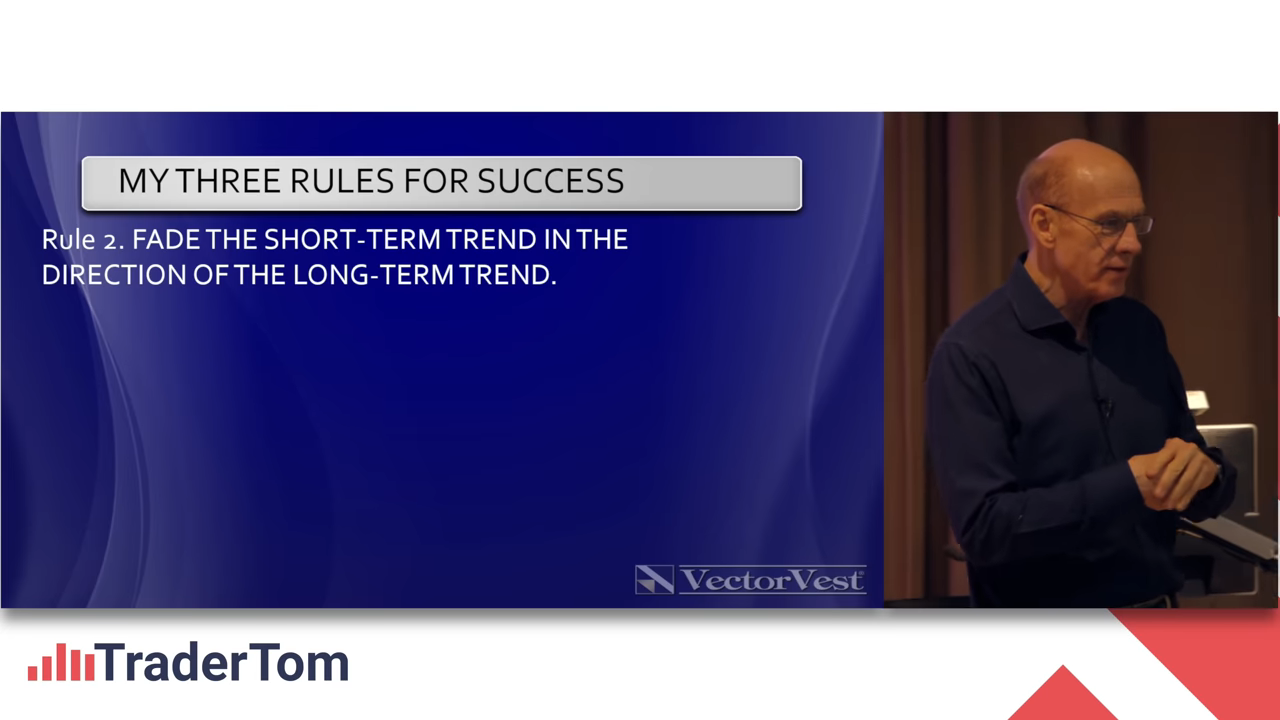 MY THREE RULES FOR SUCCESS
Rule 2. FADE THE SHORT-TERM TREND IN THE
DIRECTION OF THE LONG-TERM TREND.
VectorVest®
TraderTom